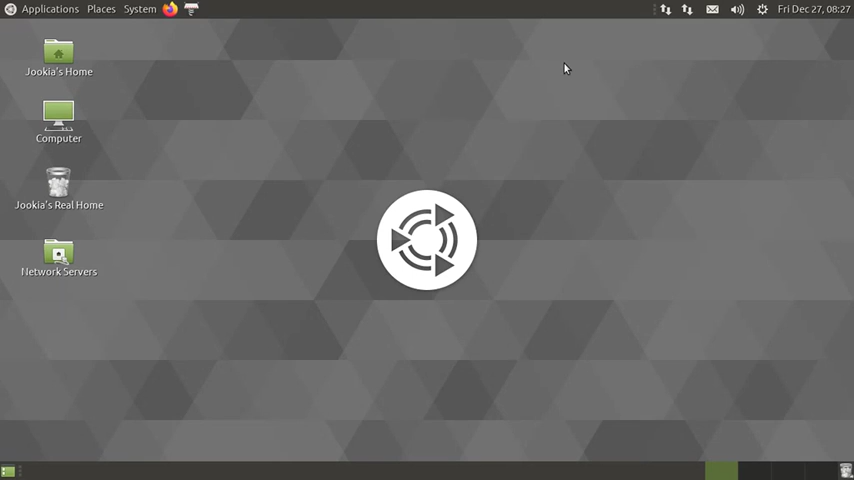 Applications Places System Fri Dec 27, 08:27
Jookia's Home
Computer
Jookia's Real Home
Network Servers